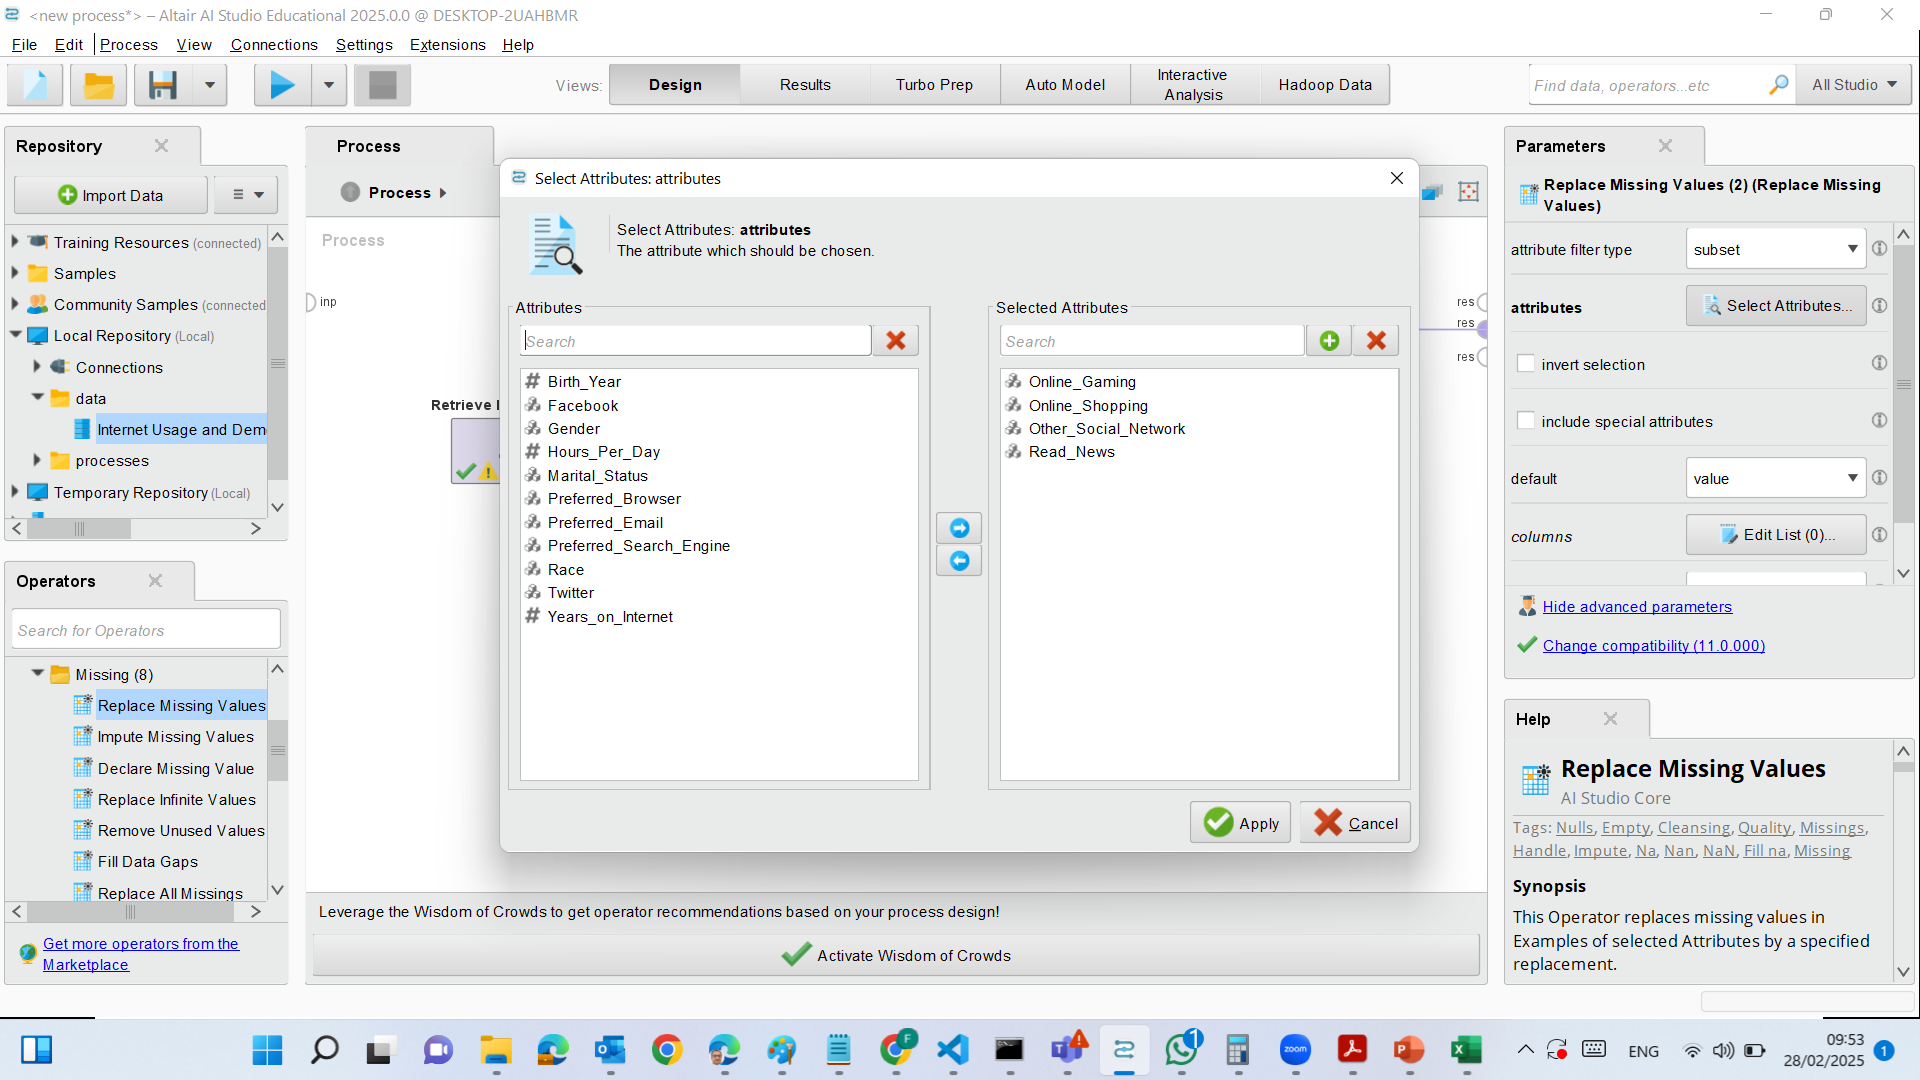 <new process*> – Altair AI Studio Educational 2025.0.0 @ DESKTOP-2UAHBMR
File Edit Process View Connections Settings Extensions Help
Views: Design Results Turbo Prep Auto Model Interactive Analysis Hadoop Data
Find data, operators...etc All Studio
Repository
Import Data
Training Resources (connected)
Samples
Community Samples (connected
Local Repository (Local)
Connections
data
Internet Usage and Dem
processes
Temporary Repository (Local)
Operators
Search for Operators
Missing (8)
Replace Missing Values
Impute Missing Values
Declare Missing Value
Replace Infinite Values
Remove Unused Values
Fill Data Gaps
Replace All Missings
Get more operators from the
Marketplace
Process
Process
Process
inp
Retrieve I
res
res
res
Leverage the Wisdom of Crowds to get operator recommendations based on your process design!
Activate Wisdom of Crowds
Select Attributes: attributes
Select Attributes: attributes
The attribute which should be chosen.
Attributes
Search
Birth_Year
Facebook
Gender
Hours_Per_Day
Marital_Status
Preferred_Browser
Preferred_Email
Preferred_Search_Engine
Race
Twitter
Years_on_Internet
Selected Attributes
Search
Online_Gaming
Online_Shopping
Other_Social_Network
Read_News
Apply
Cancel
Parameters
Replace Missing Values (2) (Replace Missing
Values)
attribute filter type subset
attributes Select Attributes...
invert selection
include special attributes
default value
columns Edit List (0)...
Hide advanced parameters
Change compatibility (11.0.000)
Help
Replace Missing Values
AI Studio Core
Tags: Nulls, Empty, Cleansing, Quality, Missings,
Handle, Impute, Na, Nan, NaN, Fill na, Missing
Synopsis
This Operator replaces missing values in
Examples of selected Attributes by a specified
replacement.
F
1
zoom
ENG
09:53
28/02/2025
1